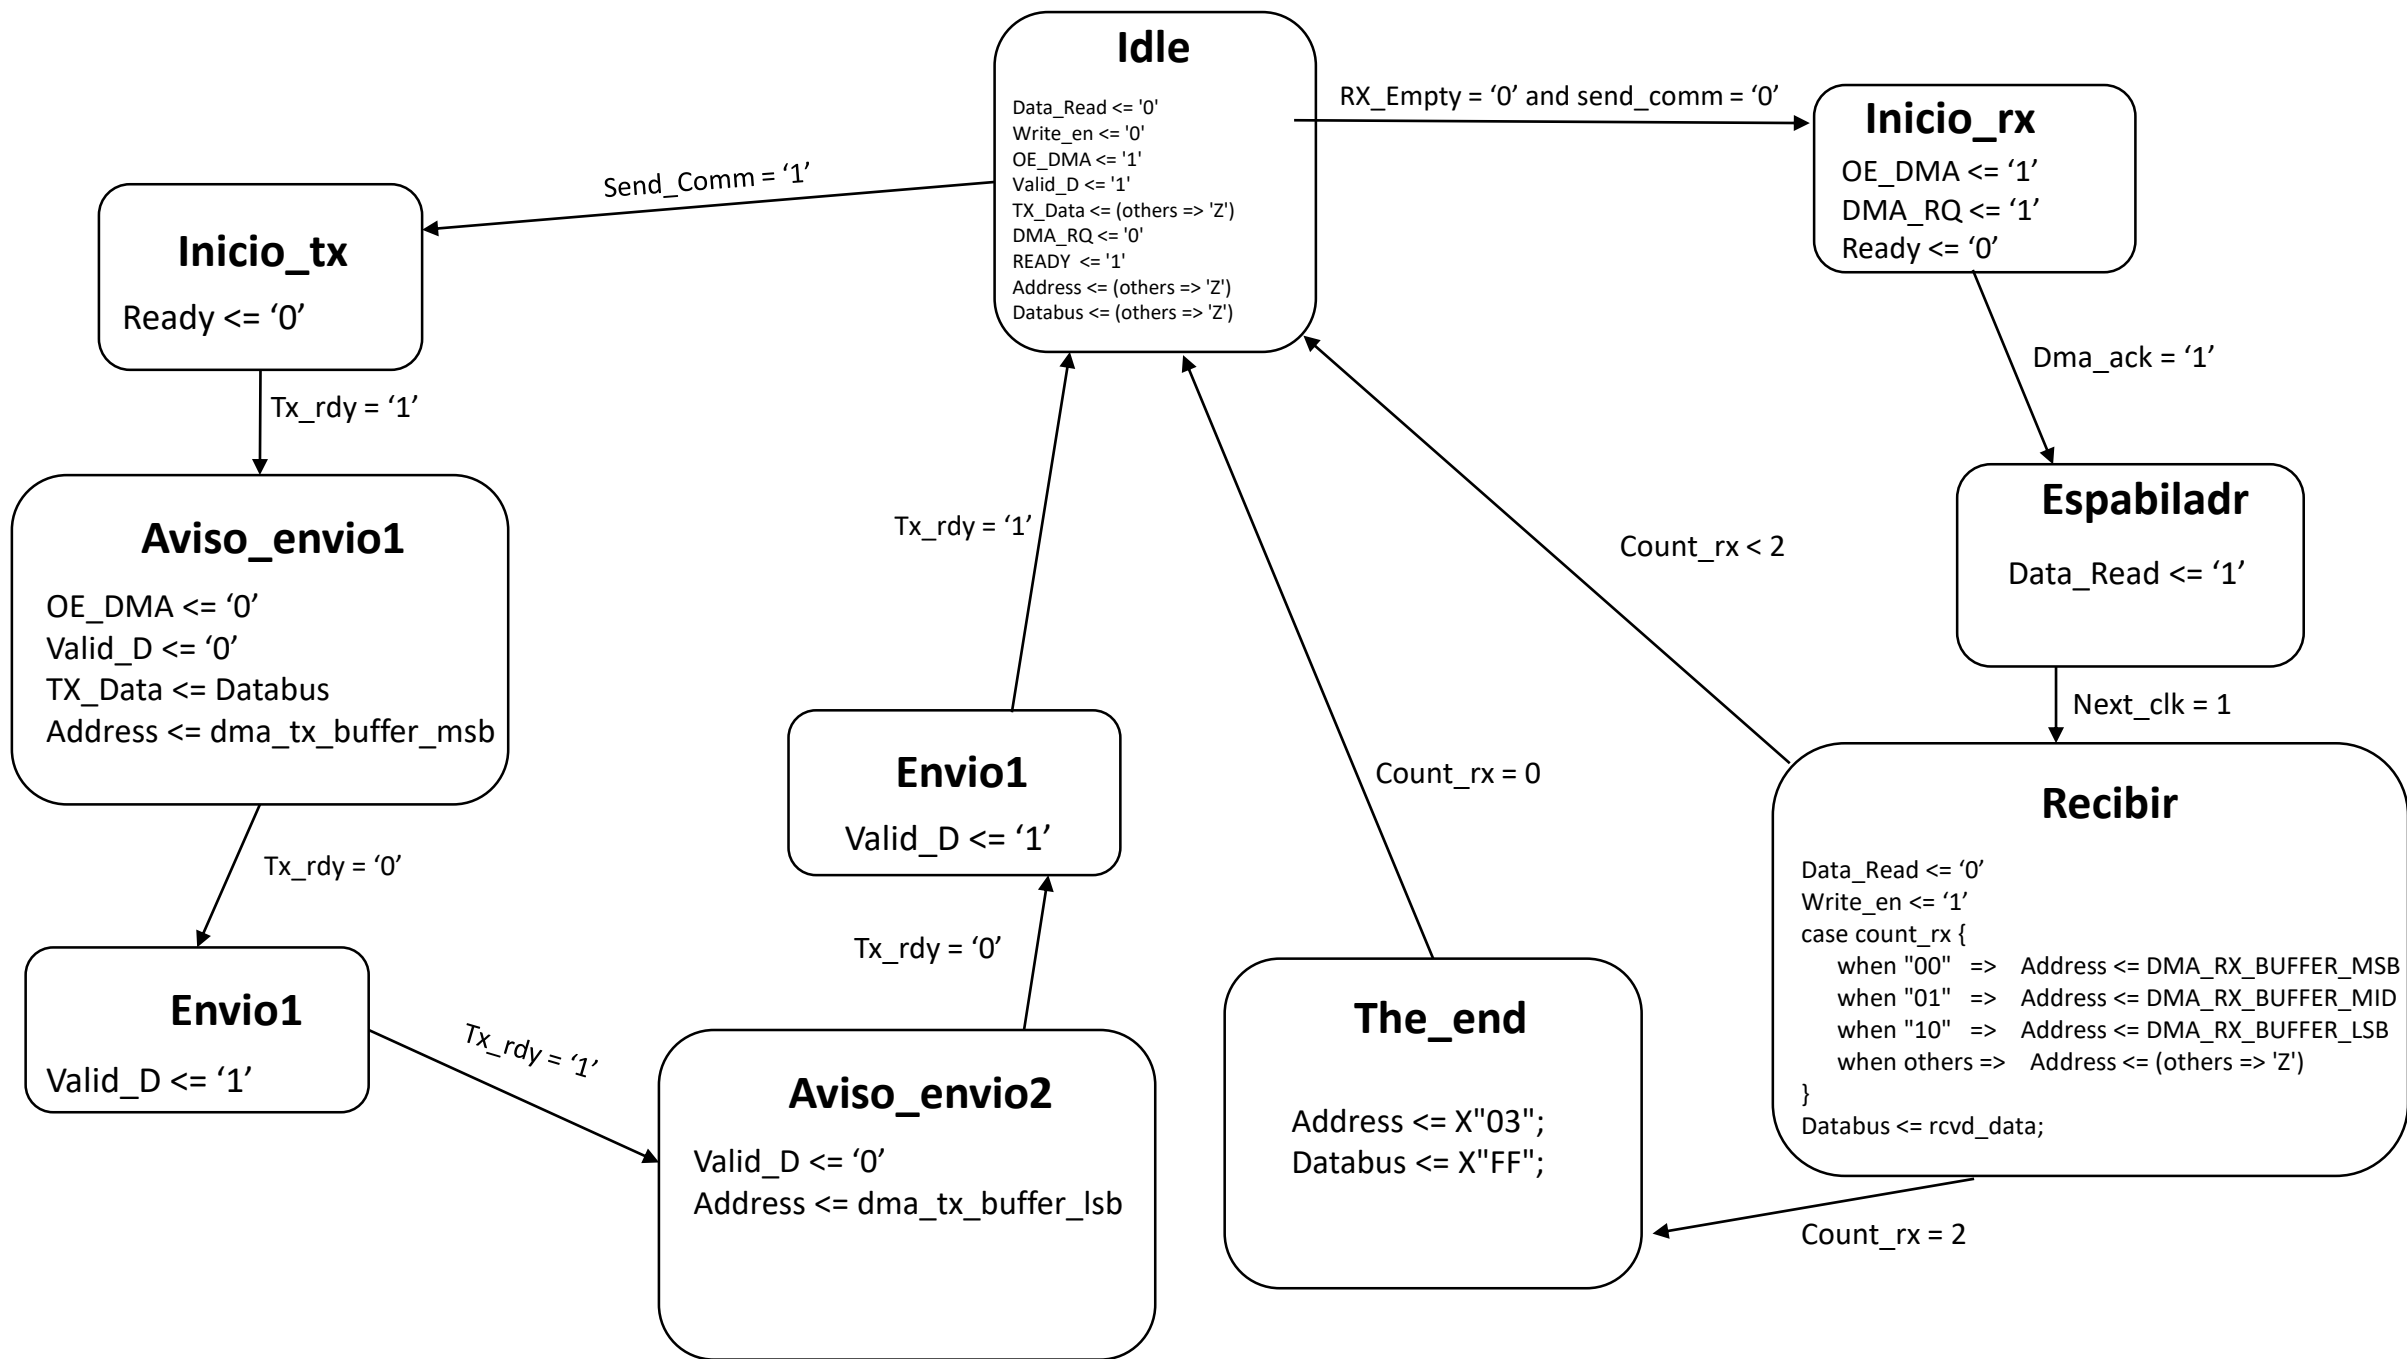 Idle
Data_Read <= '0'
Write_en <= '0'
OE_DMA <= '1'
Valid_D <= '1'
TX_Data <= (others => 'Z')
DMA_RQ <= '0'
READY <= '1'
Address <= (others => 'Z')
Databus <= (others => 'Z')
RX_Empty = ‘0’ and send_comm = ‘0’
Inicio_rx
OE_DMA <= ‘1’
DMA_RQ <= ‘1’
Ready <= ‘0’
Send_Comm = ‘1’
Inicio_tx
Ready <= ‘0’
Tx_rdy = ‘1’
Dma_ack = ‘1’
Aviso_envio1
OE_DMA <= ‘0’
Valid_D <= ‘0’
TX_Data <= Databus
Address <= dma_tx_buffer_msb
Tx_rdy = ‘1’
Count_rx < 2
Espabiladr
Data_Read <= ‘1’
Next_clk = 1
Envio1
Valid_D <= ‘1’
Count_rx = 0
Tx_rdy = ‘0’
Recibir
Data_Read <= ‘0’
Write_en <= ‘1’
case count_rx {
when "00" => Address <= DMA_RX_BUFFER_MSB
when "01" => Address <= DMA_RX_BUFFER_MID
when "10" => Address <= DMA_RX_BUFFER_LSB
when others => Address <= (others => 'Z')
}
Databus <= rcvd_data;
Tx_rdy = ‘0’
Envio1
Valid_D <= ‘1’
Tx_rdy = ‘1’
Aviso_envio2
Valid_D <= ‘0’
Address <= dma_tx_buffer_lsb
The_end
Address <= X"03";
Databus <= X"FF";
Count_rx = 2